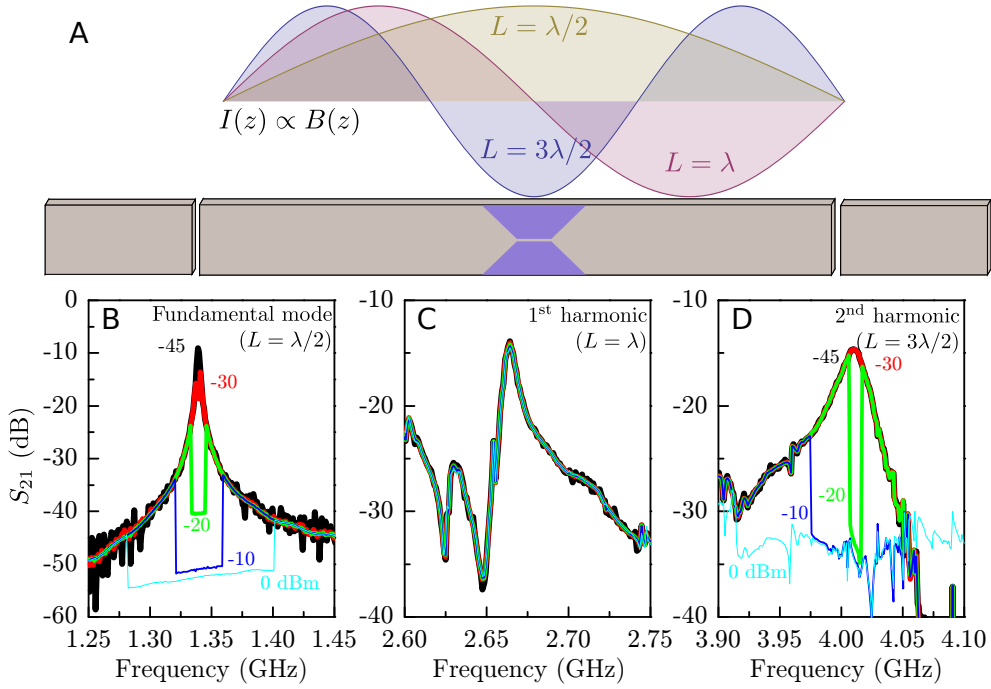 A
L = λ/2
I(z) ∝ B(z)
L = 3λ/2
L = λ
B
Fundamental mode
(L = λ/2)
-45
-30
-20
-10
0 dBm
0
-10
-20
-30
-40
-50
-60
S21 (dB)
1.25 1.30 1.35 1.40 1.45
Frequency (GHz)
C
1st harmonic
(L = λ)
-10
-20
-30
-40
2.60 2.65 2.70 2.75
Frequency (GHz)
D
2nd harmonic
(L = 3λ/2)
-45
-30
-20
-10
0 dBm
-10
-20
-30
-40
3.90 3.95 4.00 4.05 4.10
Frequency (GHz)